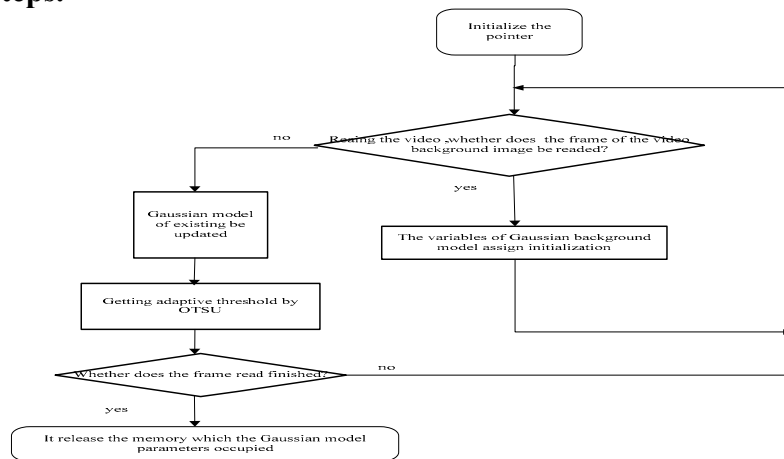 teps.
Initialize the
pointer
no
Reaing the video ,whether does the frame of the video
background image be readed?
yes
Gaussian model
of existing be
updated
The variables of Gaussian background
model assign initialization
Getting adaptive threshold by
OTSU
Whether does the frame read finished?
no
yes
It release the memory which the Gaussian model
parameters occupied